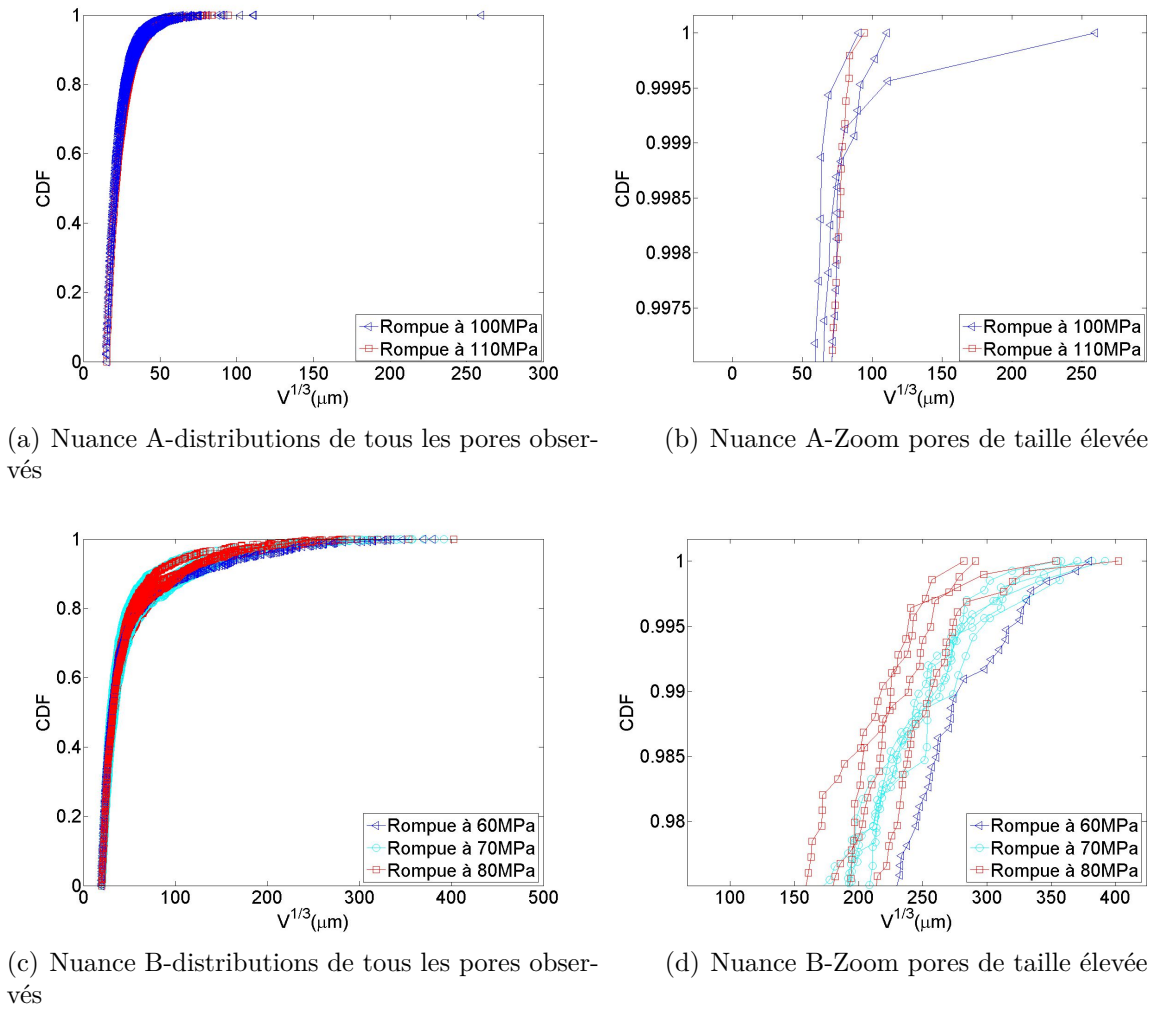 1
0.8
0.6
0.4
0.2
0
CDF
0 50 100 150 200 250 300
V^1/3(μm)
Rompue à 100MPa
Rompue à 110MPa
1
0.9995
0.999
0.9985
0.998
0.9975
CDF
0 50 100 150 200 250
V^1/3(μm)
Rompue à 100MPa
Rompue à 110MPa
(a) Nuance A-distributions de tous les pores obser-
vés
(b) Nuance A-Zoom pores de taille élevée
1
0.8
0.6
0.4
0.2
0
CDF
0 100 200 300 400 500
V^1/3(μm)
Rompue à 60MPa
Rompue à 70MPa
Rompue à 80MPa
1
0.995
0.99
0.985
0.98
CDF
100 150 200 250 300 350 400
V^1/3(μm)
Rompue à 60MPa
Rompue à 70MPa
Rompue à 80MPa
(c) Nuance B-distributions de tous les pores obser-
vés
(d) Nuance B-Zoom pores de taille élevée